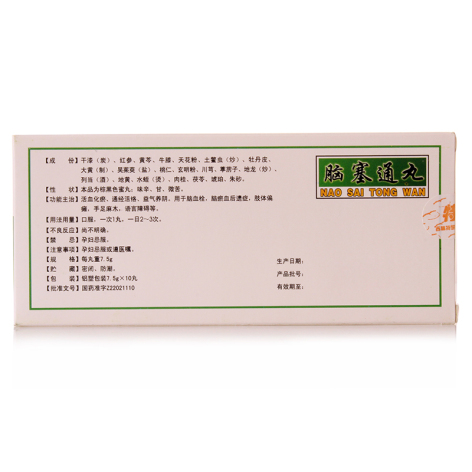 脑塞通丸
NAO SAI TONG WAN
【成 份】干漆（炭）、红参、黄芩、牛膝、天花粉、土鳖虫（炒）、牡丹皮、
大黄（制）、吴茱萸（盐）、桃仁、玄明粉、川芎、葶苈子、地龙（炒）、
列当（酒）、地黄、水蛭（烫）、肉桂、茯苓、琥珀、朱砂。
【性 状】本品为棕黑色蜜丸；味辛、甘、微苦。
【功能主治】活血化瘀、通经活络、益气养阴。用于脑血栓，脑瘀血后遗症，肢体偏
瘫，手足麻木，语言障碍等。
【用法用量】口服，一次1丸，一日2~3次。
【不良反应】尚不明确。
【禁 忌】孕妇忌服。
【注意事项】孕妇忌服或遵医嘱。
【规 格】每丸重7.5g
【贮 藏】密闭、防潮。
【包 装】铝塑包装7.5g×10丸
【批准文号】国药准字Z22021110
生产日期：
产品批号：
有效期至：